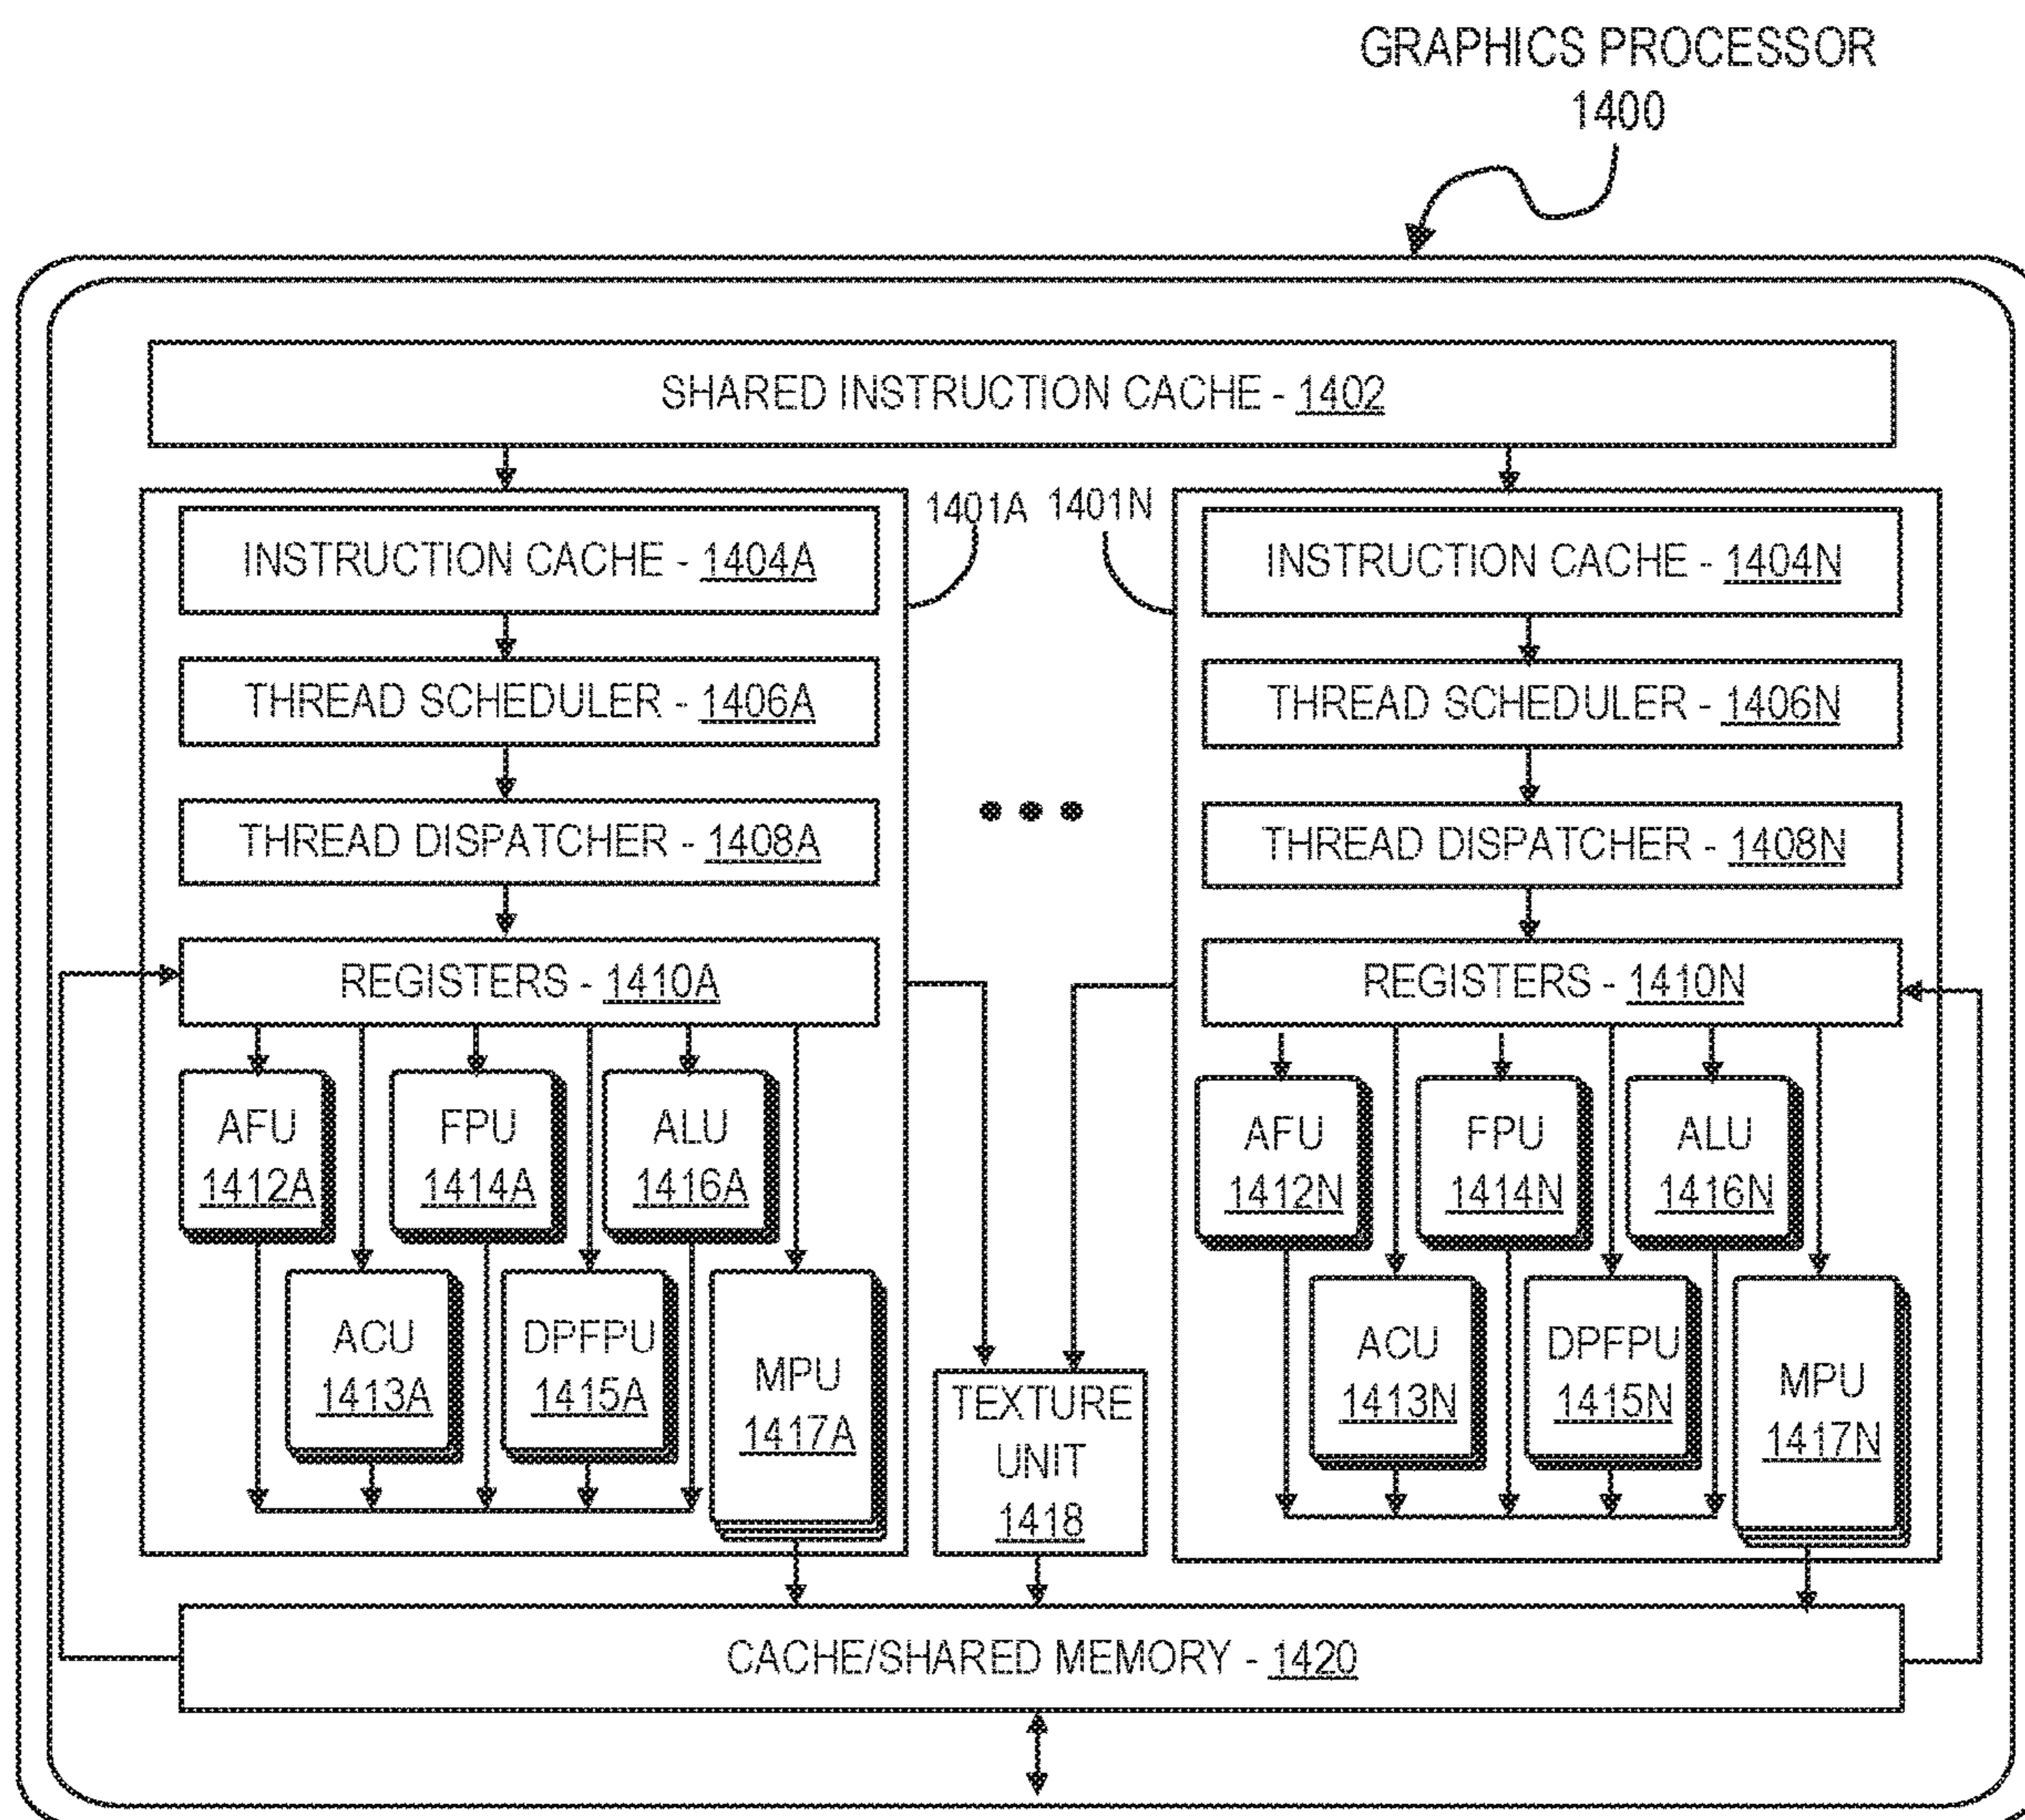 GRAPHICS PROCESSOR
1400
SHARED INSTRUCTION CACHE - 1402
1401A 1401N
INSTRUCTION CACHE - 1404A
THREAD SCHEDULER - 1406A
THREAD DISPATCHER - 1408A
REGISTERS - 1410A
AFU
1412A
FPU
1414A
ALU
1416A
ACU
1413A
DPFPU
1415A
MPU
1417A
INSTRUCTION CACHE - 1404N
THREAD SCHEDULER - 1406N
THREAD DISPATCHER - 1408N
REGISTERS - 1410N
AFU
1412N
FPU
1414N
ALU
1416N
ACU
1413N
DPFPU
1415N
MPU
1417N
TEXTURE
UNIT
1418
CACHE/SHARED MEMORY - 1420